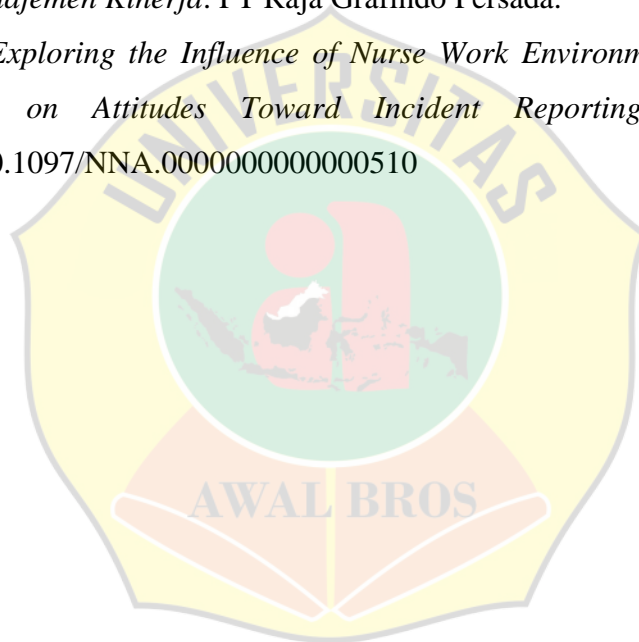 Kinerja. PT Raja Grafindo Persada.
Exploring the Influence of Nurse Work Environm
on Attitudes Toward Incident Reporting
0.1097/NNA.0000000000000510
UNIVERSITAS
AWAL BROS